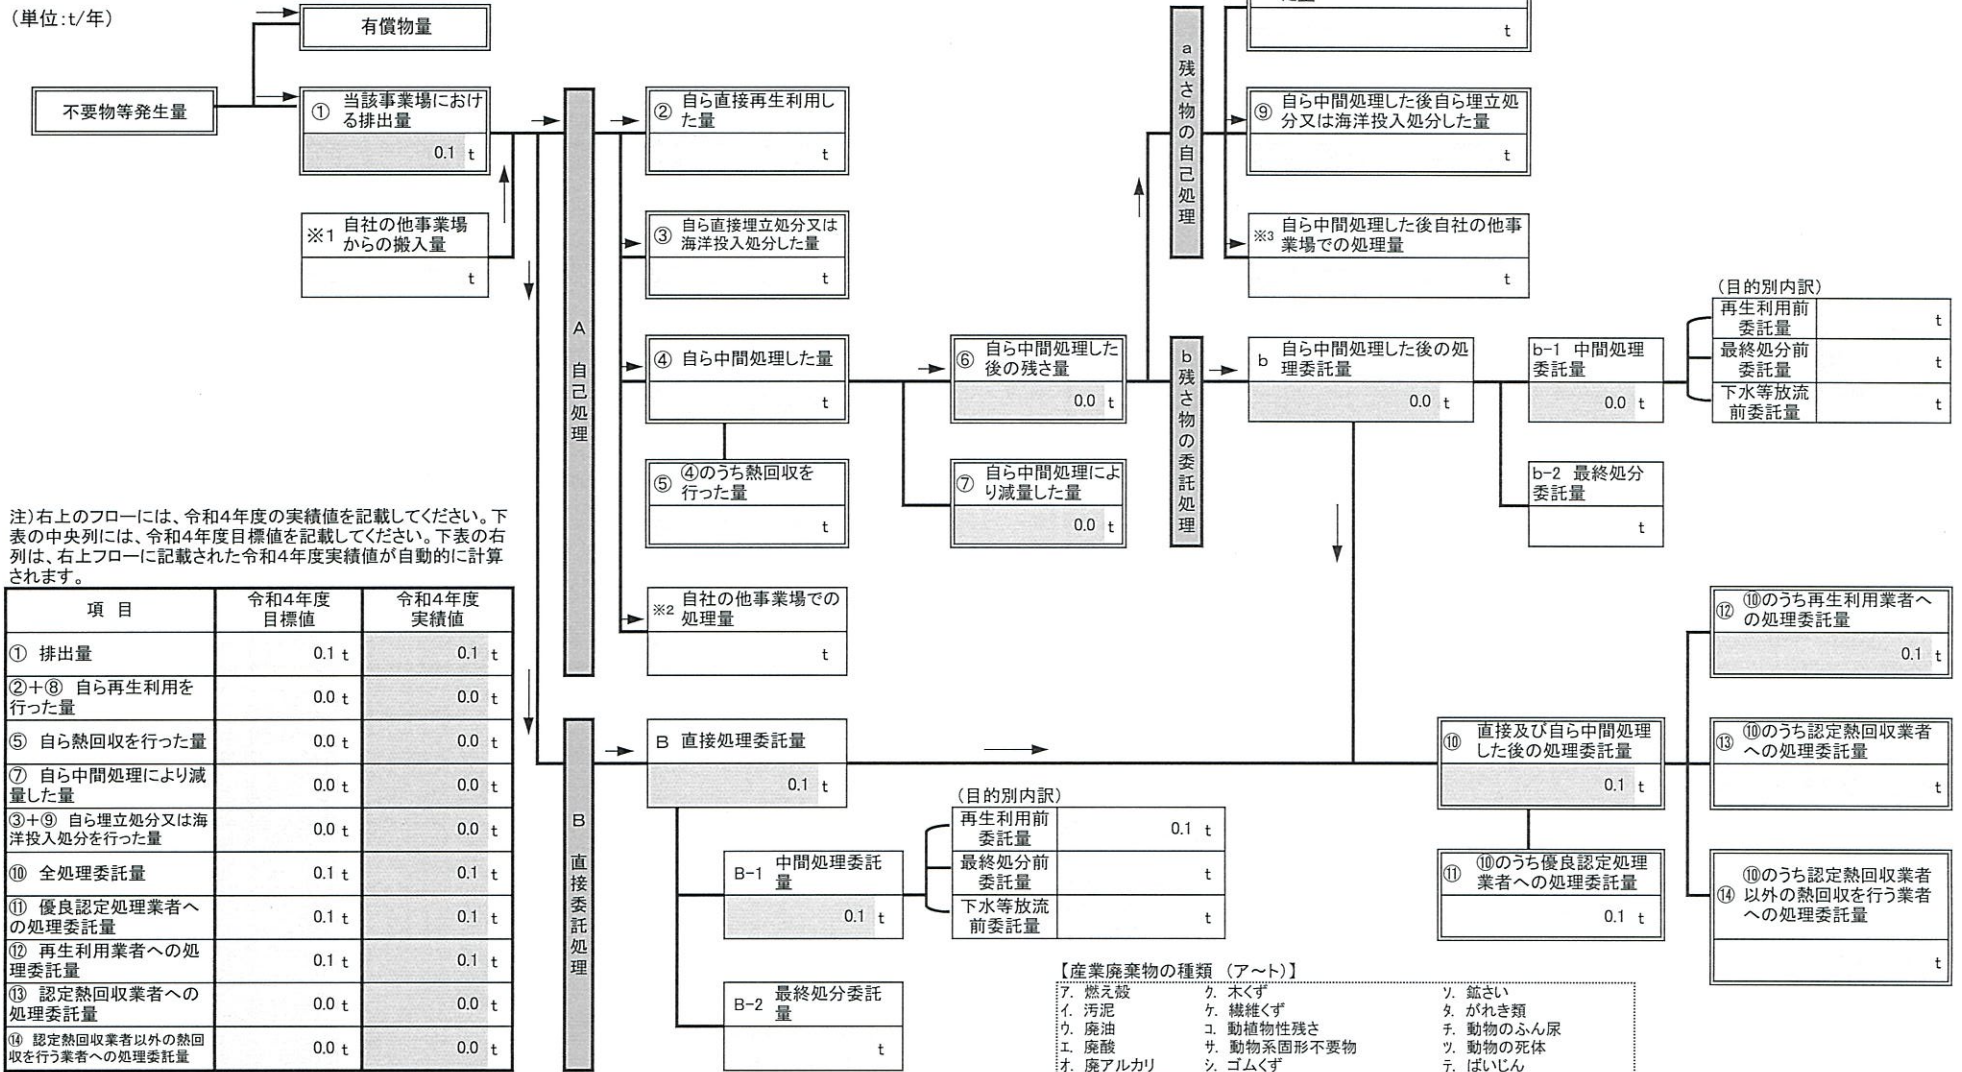 (単位:t/年)
有償物量
不要物等発生量
① 当該事業場におけ
る排出量
0.1 t
※1 自社の他事業場
からの搬入量
t
A 自己処理
② 自ら直接再生利用し
た量
t
③ 自ら直接埋立処分又は
海洋投入処分した量
t
④ 自ら中間処理した量
t
⑤ ④のうち熱回収を
行った量
t
※2 自社の他事業場での
処理量
t
⑥ 自ら中間処理した
後の残さ量
0.0 t
⑦ 自ら中間処理によ
り減量した量
0.0 t
a 残さ物の自己処理
t
⑨ 自ら中間処理した後自ら埋立処
分又は海洋投入処分した量
t
※3 自ら中間処理した後自社の他事
業場での処理量
t
b 残さ物の委託処理
b 自ら中間処理した後の処
理委託量
0.0 t
b-1 中間処理
委託量
0.0 t
(目的別内訳)
再生利用前
委託量 t
最終処分前
委託量 t
下水等放流
前委託量 t
b-2 最終処分
委託量
t
注)右上のフローには、令和4年度の実績値を記載してください。下
表の中央列には、令和4年度目標値を記載してください。下表の右
列は、右上フローに記載された令和4年度実績値が自動的に計算
されます。
項 目 令和4年度 目標値 令和4年度 実績値
① 排出量 0.1 t 0.1 t
②+⑧ 自ら再生利用を
行った量 0.0 t 0.0 t
⑤ 自ら熱回収を行った量 0.0 t 0.0 t
⑦ 自ら中間処理により減
量した量 0.0 t 0.0 t
③+⑨ 自ら埋立処分又は海
洋投入処分を行った量 0.0 t 0.0 t
⑩ 全処理委託量 0.1 t 0.1 t
⑪ 優良認定処理業者へ
の処理委託量 0.1 t 0.1 t
⑫ 再生利用業者への処
理委託量 0.1 t 0.1 t
⑬ 認定熱回収業者への
処理委託量 0.0 t 0.0 t
⑭ 認定熱回収業者以外の熱回
収を行う業者への処理委託量 0.0 t 0.0 t
B 直接委託処理
B 直接処理委託量
0.1 t
B-1 中間処理委託
量
0.1 t
(目的別内訳)
再生利用前
委託量 0.1 t
最終処分前
委託量 t
下水等放流
前委託量 t
B-2 最終処分委託
量
t
⑩ 直接及び自ら中間処理
した後の処理委託量
0.1 t
⑪ ⑩のうち優良認定処理
業者への処理委託量
0.1 t
⑫ ⑩のうち再生利用業者へ
の処理委託量
0.1 t
⑬ ⑩のうち認定熱回収業者
への処理委託量
t
⑭ ⑩のうち認定熱回収業者
以外の熱回収を行う業者
への処理委託量
t
【産業廃棄物の種類 (ア~ト)】
ア. 燃え殻 ク. 木くず ソ. 鉱さい
イ. 汚泥 ケ. 繊維くず タ. がれき類
ウ. 廃油 コ. 動植物性残さ チ. 動物のふん尿
エ. 廃酸 サ. 動物系固形不要物 ツ. 動物の死体
オ. 廃アルカリ シ. ゴムくず テ. ばいじん